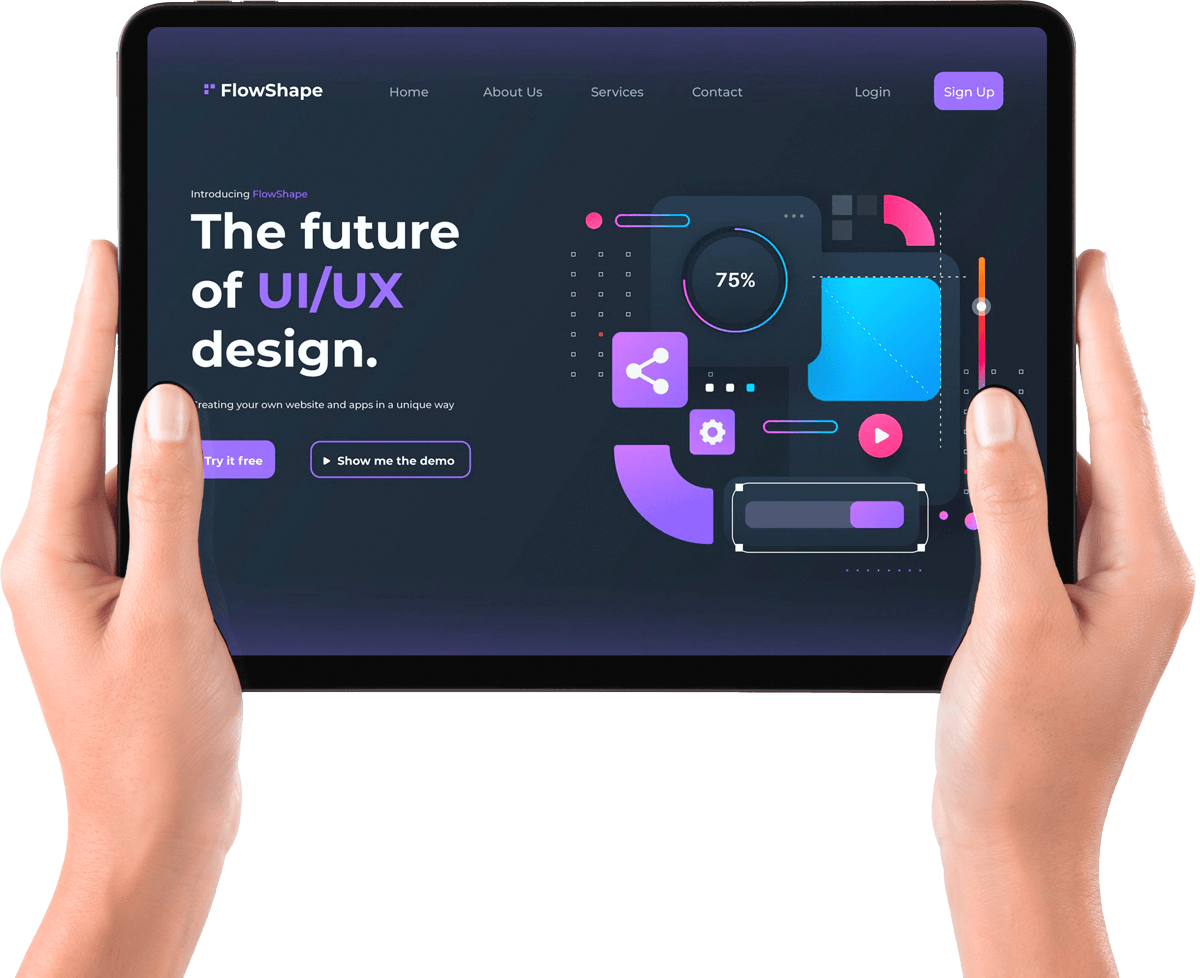 FlowShape
Home
About Us
Services
Contact
Login
Sign Up
Introducing FlowShape
The future
of UI/UX
design.
Creating your own website and apps in a unique way
Try it free
Show me the demo
75%